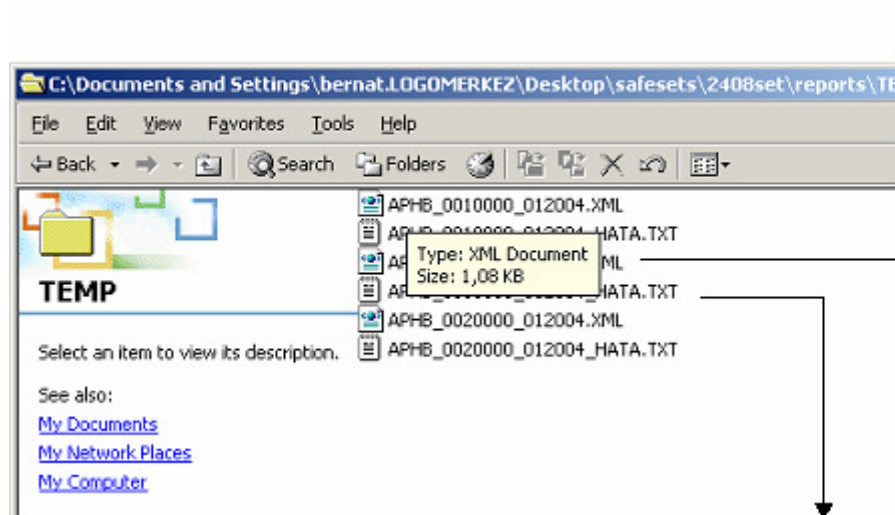 C:\Documents and Settings\bernat.LOGOMERKEZ\Desktop\safesets\2408set\reports\TE
File Edit View Favorites Tools Help
Back Search Folders
APHB_0010000_012004.XML
HATA.TXT
Type: XML Document
Size: 1,08 KB
ML
HATA.TXT
TEMP
APHB_0020000_012004.XML
APHB_0020000_012004_HATA.TXT
Select an item to view its description.
See also:
My Documents
My Network Places
My Computer